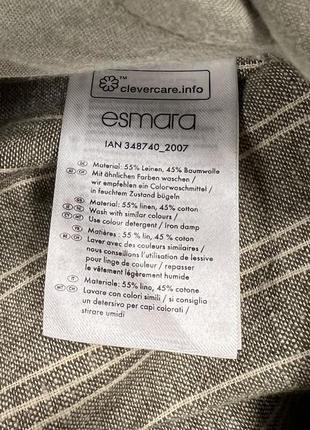 clevercare.info
esmara
IAN 348740_2007
Material: 55% Leinen, 45% Baumwolle
Mit ähnlichen Farben waschen /
wir empfehlen ein Colorwaschmittel /
in feuchtem Zustand bügeln
Material: 55% linen, 45% cotton
Wash with similar colours /
Use colour detergent / Iron damp
Matières : 55% lin, 45% coton
Laver avec des couleurs similaires /
nous conseillons l'utilisation de lessive
pour linge de couleur / repasser
le vêtement légèrement humide
Materiale: 55% lino, 45% cotone
Lavare con colori simili / si consiglia
un detersivo per capi colorati /
stirare umidi